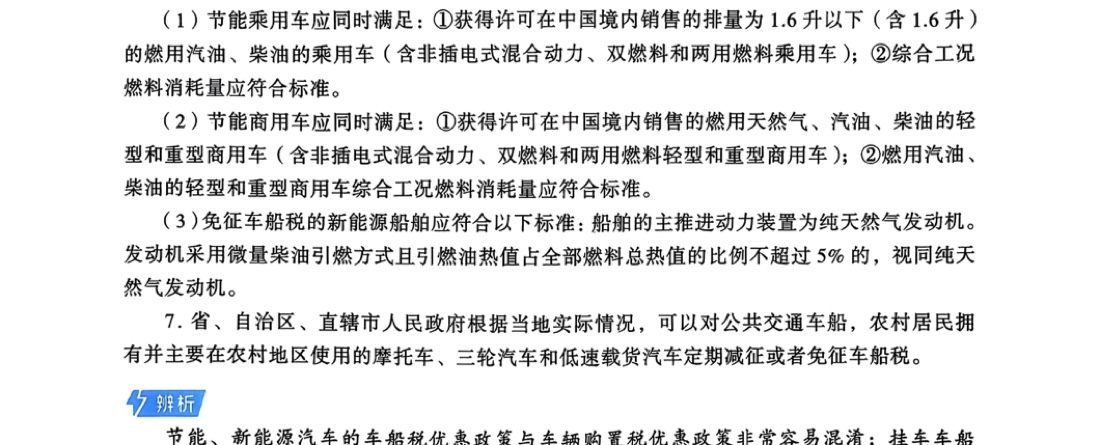 （1）节能乘用车应同时满足：①获得许可在中国境内销售的排量为1.6升以下（含1.6升）
的燃用汽油、柴油的乘用车（含非插电式混合动力、双燃料和两用燃料乘用车）；②综合工况
燃料消耗量应符合标准。
（2）节能商用车应同时满足：①获得许可在中国境内销售的燃用天然气、汽油、柴油的轻
型和重型商用车（含非插电式混合动力、双燃料和两用燃料轻型和重型商用车）；②燃用汽油、
柴油的轻型和重型商用车综合工况燃料消耗量应符合标准。
（3）免征车船税的新能源船舶应符合以下标准：船舶的主推进动力装置为纯天然气发动机。
发动机采用微量柴油引燃方式且引燃油热值占全部燃料总热值的比例不超过5%的，视同纯天
然气发动机。
7. 省、自治区、直辖市人民政府根据当地实际情况，可以对公共交通车船，农村居民拥
有并主要在农村地区使用的摩托车、三轮汽车和低速载货汽车定期减征或者免征车船税。
辨析
节能、新能源汽车的车船税优惠政策与车辆购置税优惠政策非常容易混淆：挂车车船